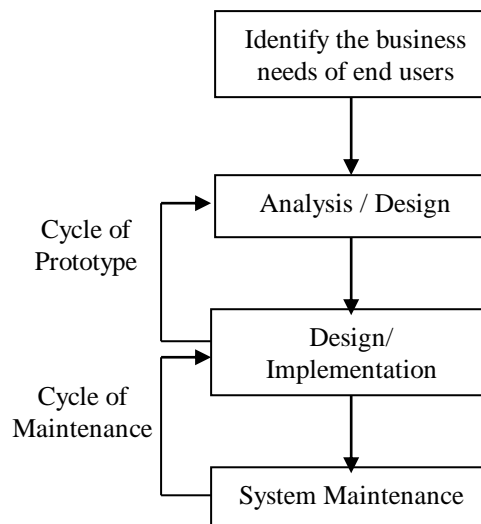 Identify the business
needs of end users
Analysis / Design
Cycle of
Prototype
Design/
Implementation
Cycle of
Maintenance
System Maintenance